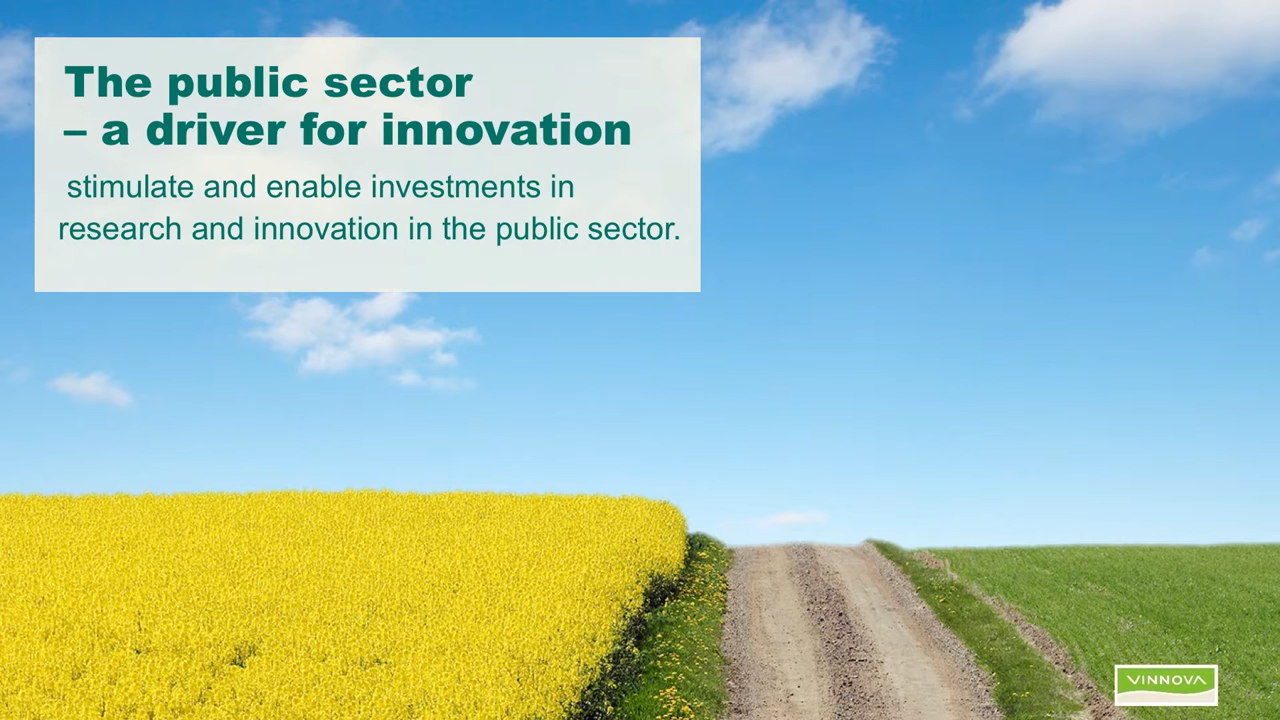 The public sector
– a driver for innovation
stimulate and enable investments in
research and innovation in the public sector.
VINNOVA